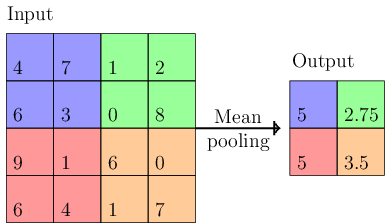 Input
Output
4 7 1 2
6 3 0 8
9 1 6 0
6 4 1 7
Mean
pooling
5 2.75
5 3.5